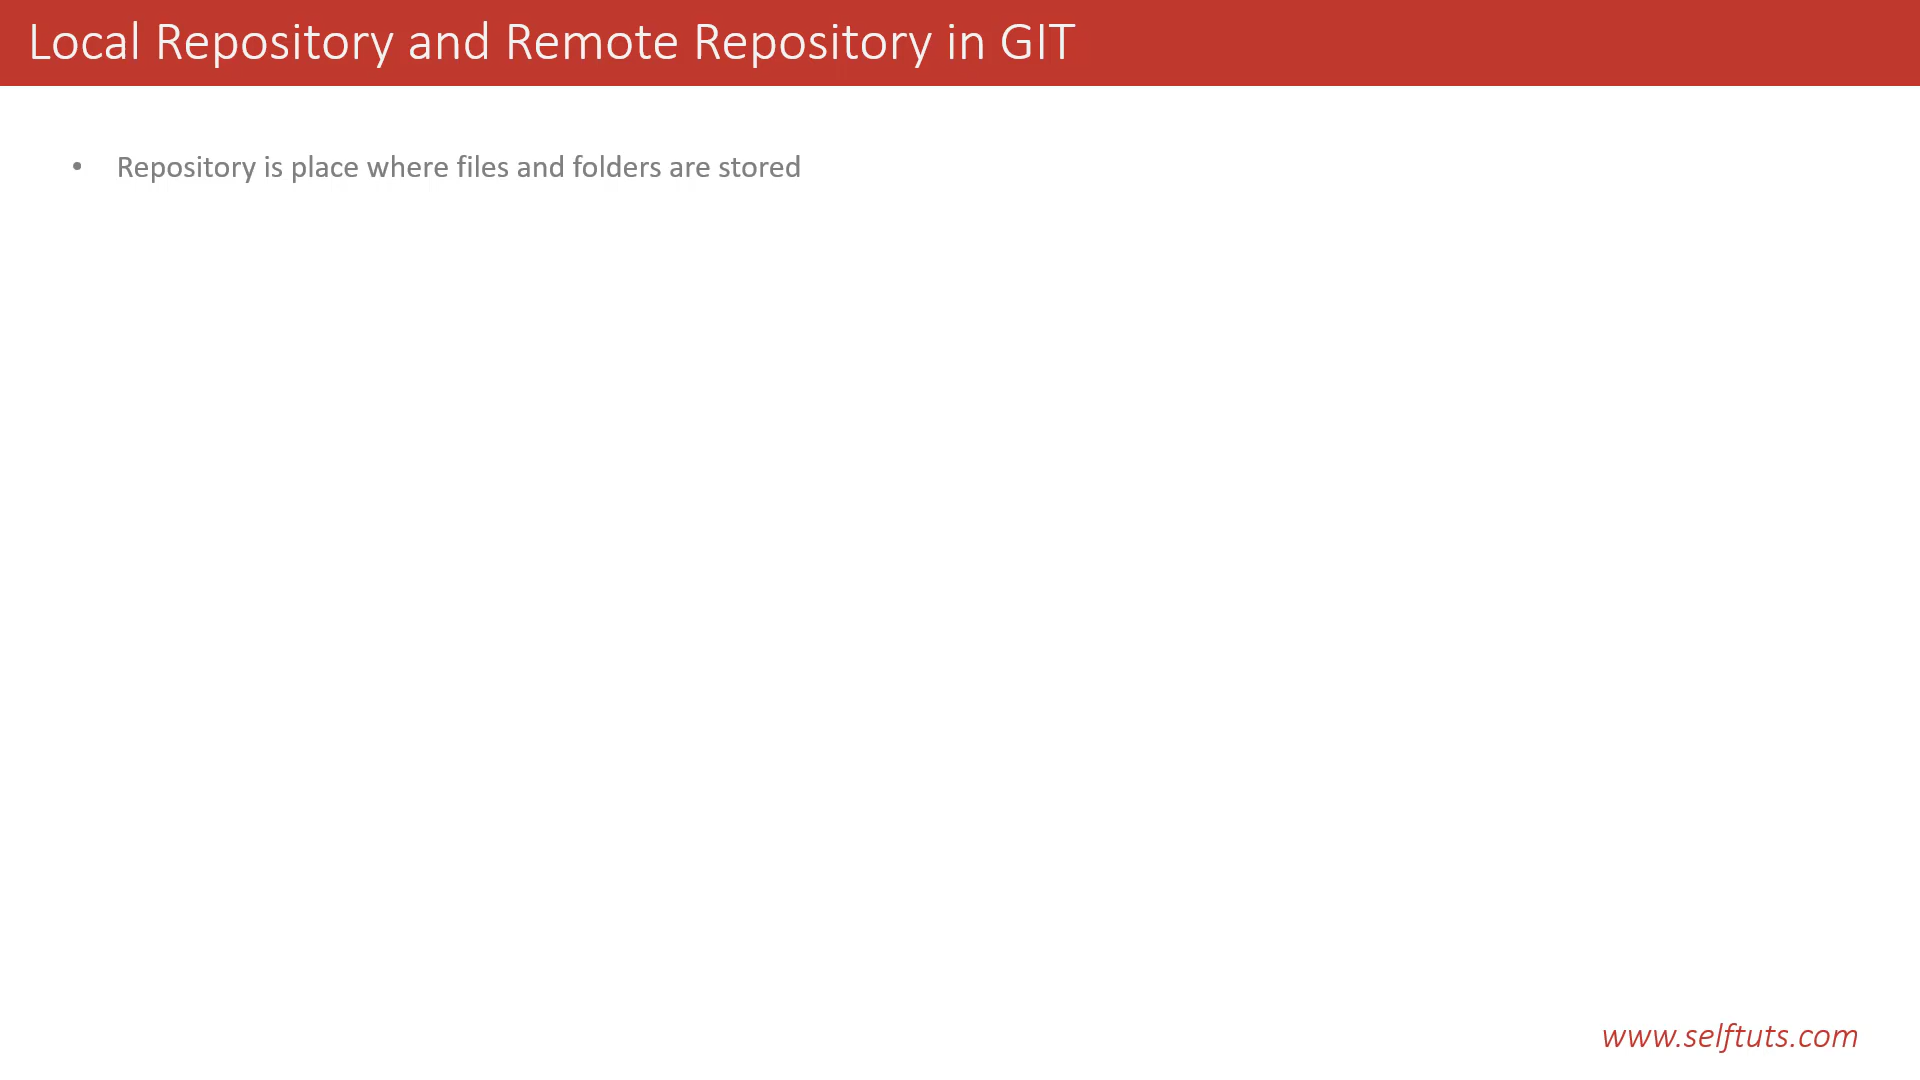 Local Repository and Remote Repository in GIT
• Repository is place where files and folders are stored
www.selftuts.com